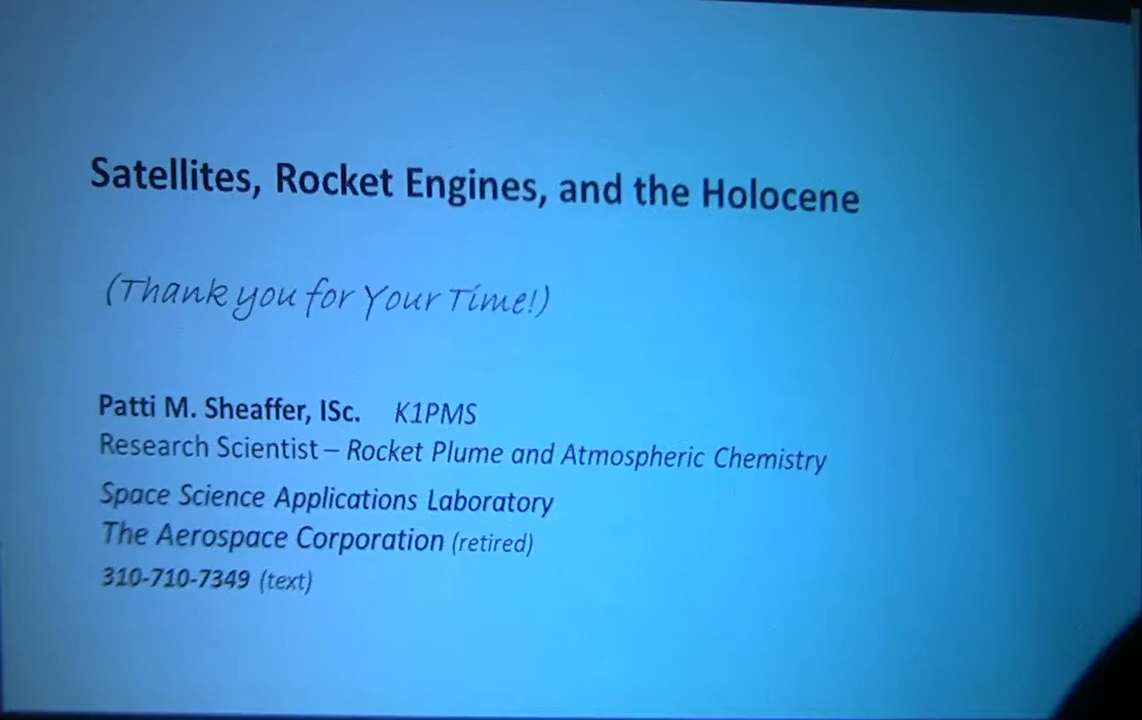 Satellites, Rocket Engines, and the Holocene
(Thank you for Your Time!)
Patti M. Sheaffer, ISc. K1PMS
Research Scientist – Rocket Plume and Atmospheric Chemistry
Space Science Applications Laboratory
The Aerospace Corporation (retired)
310-710-7349 (text)